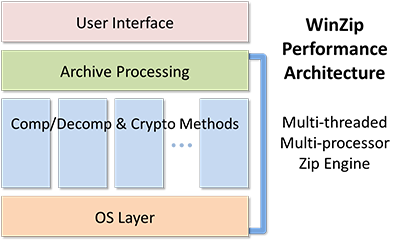 User Interface
Archive Processing
Comp/Decomp & Crypto Methods
...
OS Layer
WinZip
Performance
Architecture
Multi-threaded
Multi-processor
Zip Engine